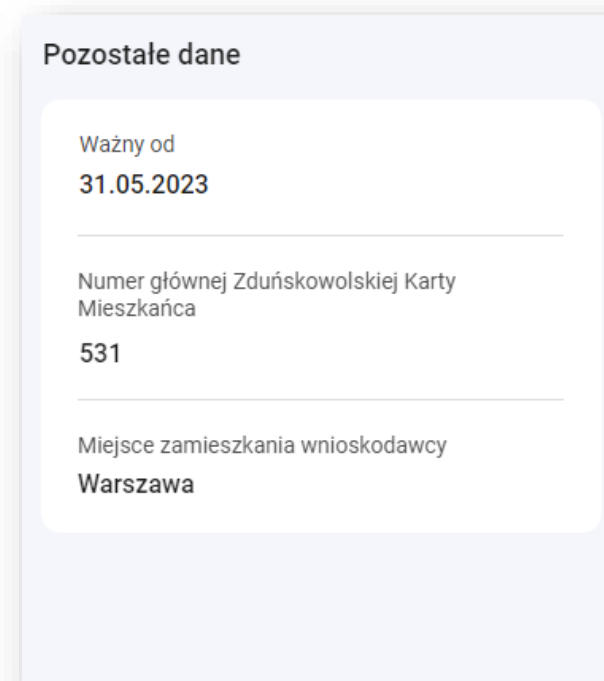 Pozostałe dane
Ważny od
31.05.2023
Numer głównej Zduńskowolskiej Karty
Mieszkańca
531
Miejsce zamieszkania wnioskodawcy
Warszawa